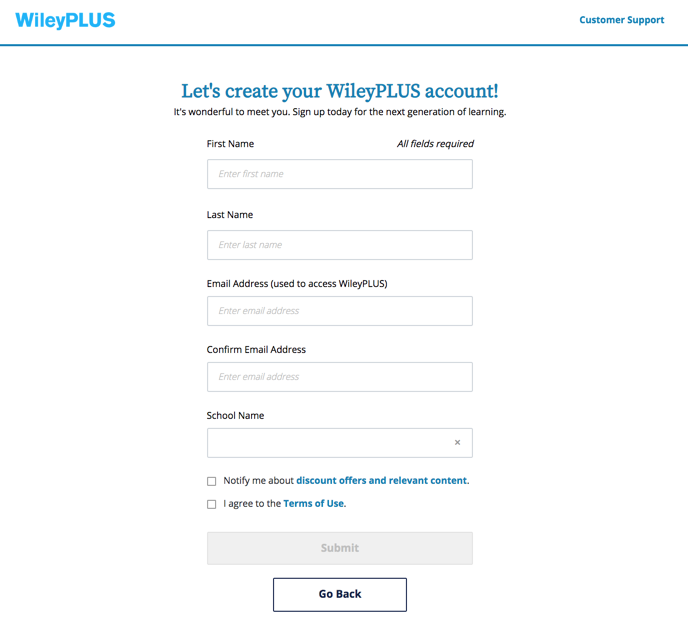 WileyPLUS
Customer Support
Let's create your WileyPLUS account!
It's wonderful to meet you. Sign up today for the next generation of learning.
First Name
All fields required
Enter first name
Last Name
Enter last name
Email Address (used to access WileyPLUS)
Enter email address
Confirm Email Address
Enter email address
School Name
×
Notify me about discount offers and relevant content.
I agree to the Terms of Use.
Submit
Go Back